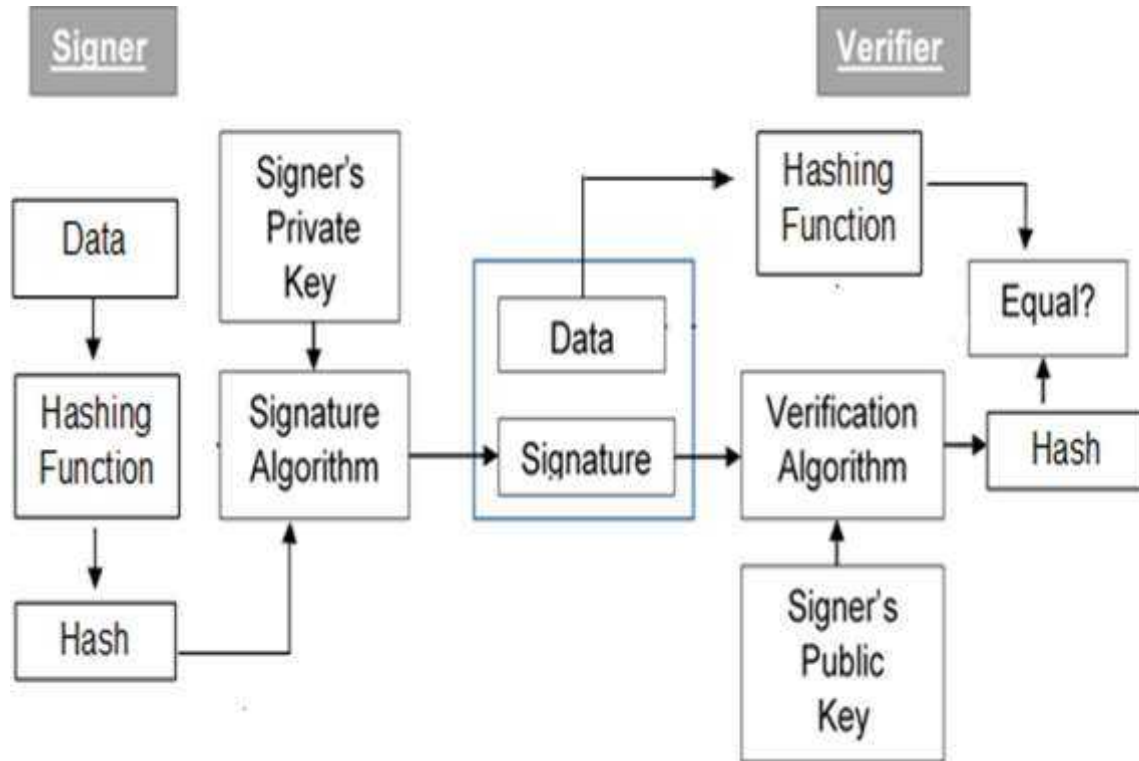 Signer
Verifier
Data
Hashing
Function
Hash
Signer's
Private
Key
Signature
Algorithm
Data
Signature
Hashing
Function
Verification
Algorithm
Signer's
Public
Key
Equal?
Hash